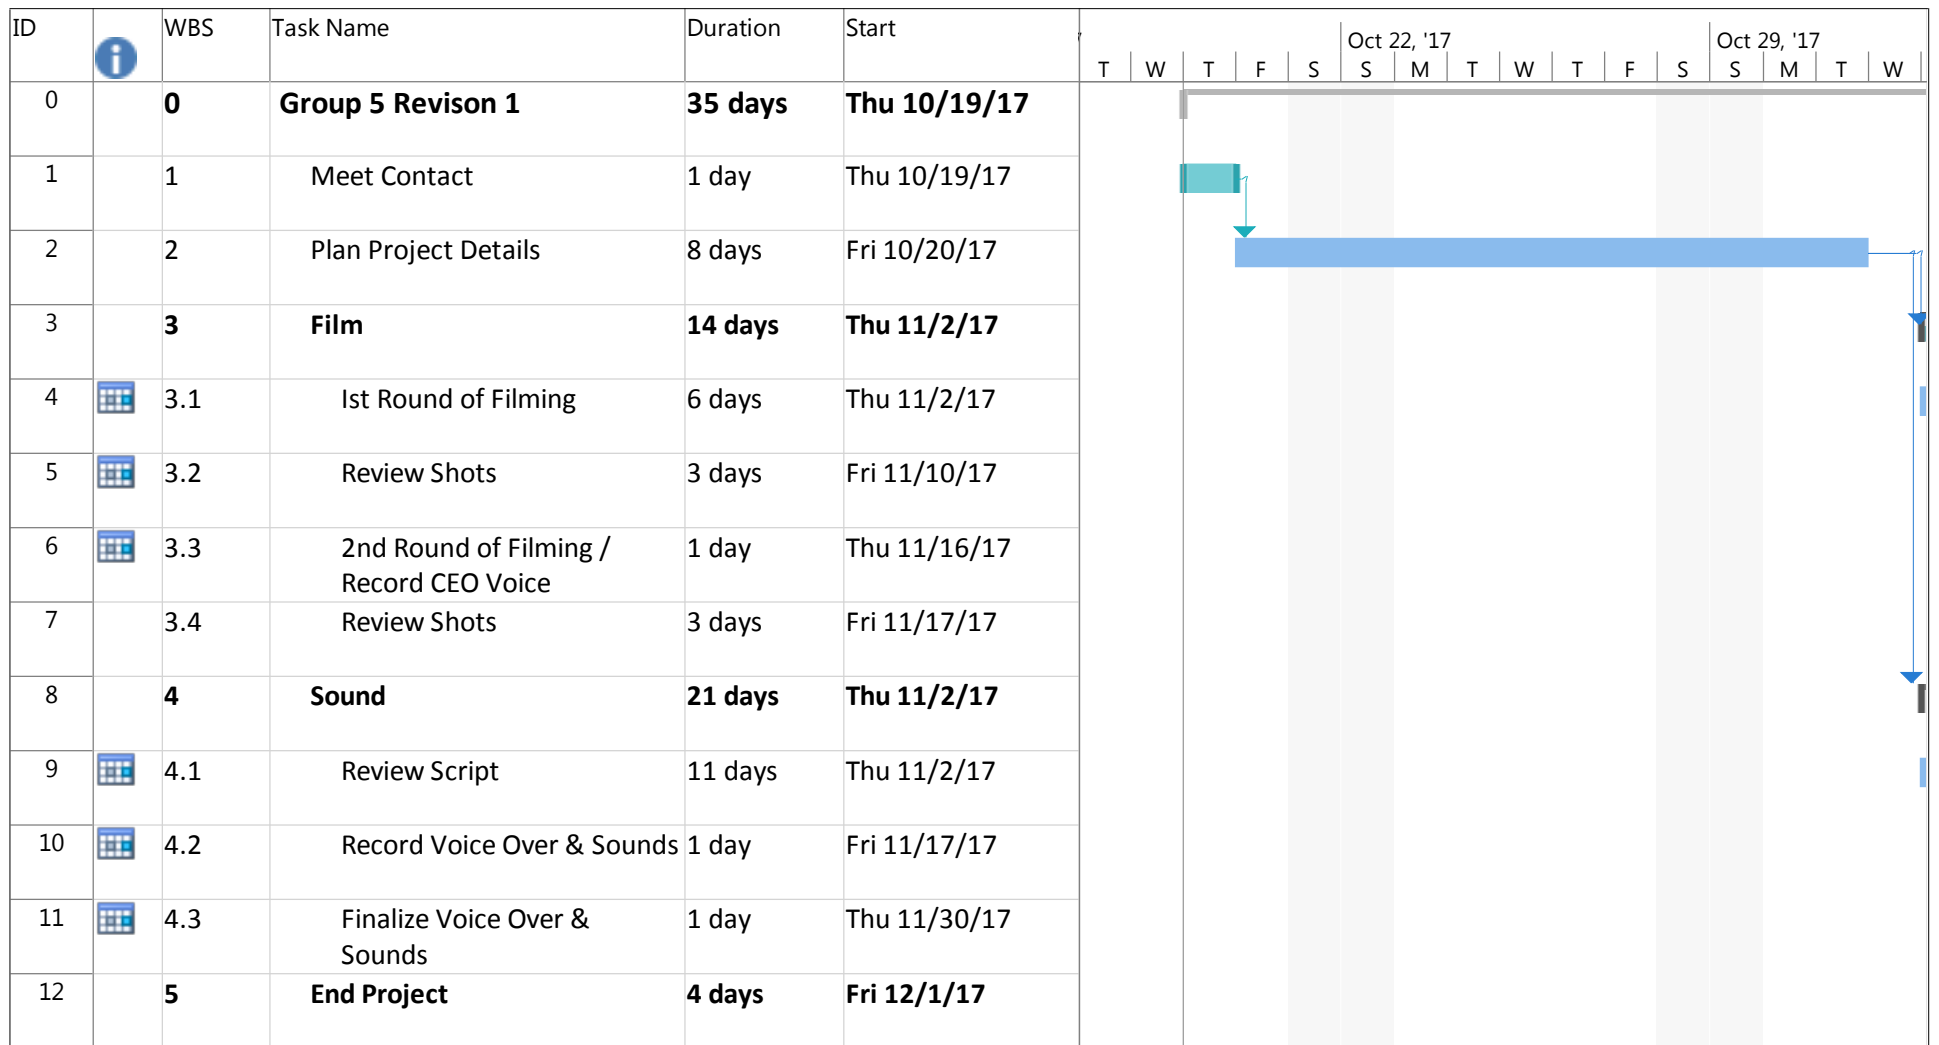 ID WBS Task Name Duration Start
Oct 22, '17 Oct 29, '17
T W T F S S M T W T F S S M T W
0 0 Group 5 Revison 1 35 days Thu 10/19/17
1 1 Meet Contact 1 day Thu 10/19/17
2 2 Plan Project Details 8 days Fri 10/20/17
3 3 Film 14 days Thu 11/2/17
4 3.1 Ist Round of Filming 6 days Thu 11/2/17
5 3.2 Review Shots 3 days Fri 11/10/17
6 3.3 2nd Round of Filming / 1 day Thu 11/16/17
Record CEO Voice
7 3.4 Review Shots 3 days Fri 11/17/17
8 4 Sound 21 days Thu 11/2/17
9 4.1 Review Script 11 days Thu 11/2/17
10 4.2 Record Voice Over & Sounds 1 day Fri 11/17/17
11 4.3 Finalize Voice Over & 1 day Thu 11/30/17
Sounds
12 5 End Project 4 days Fri 12/1/17